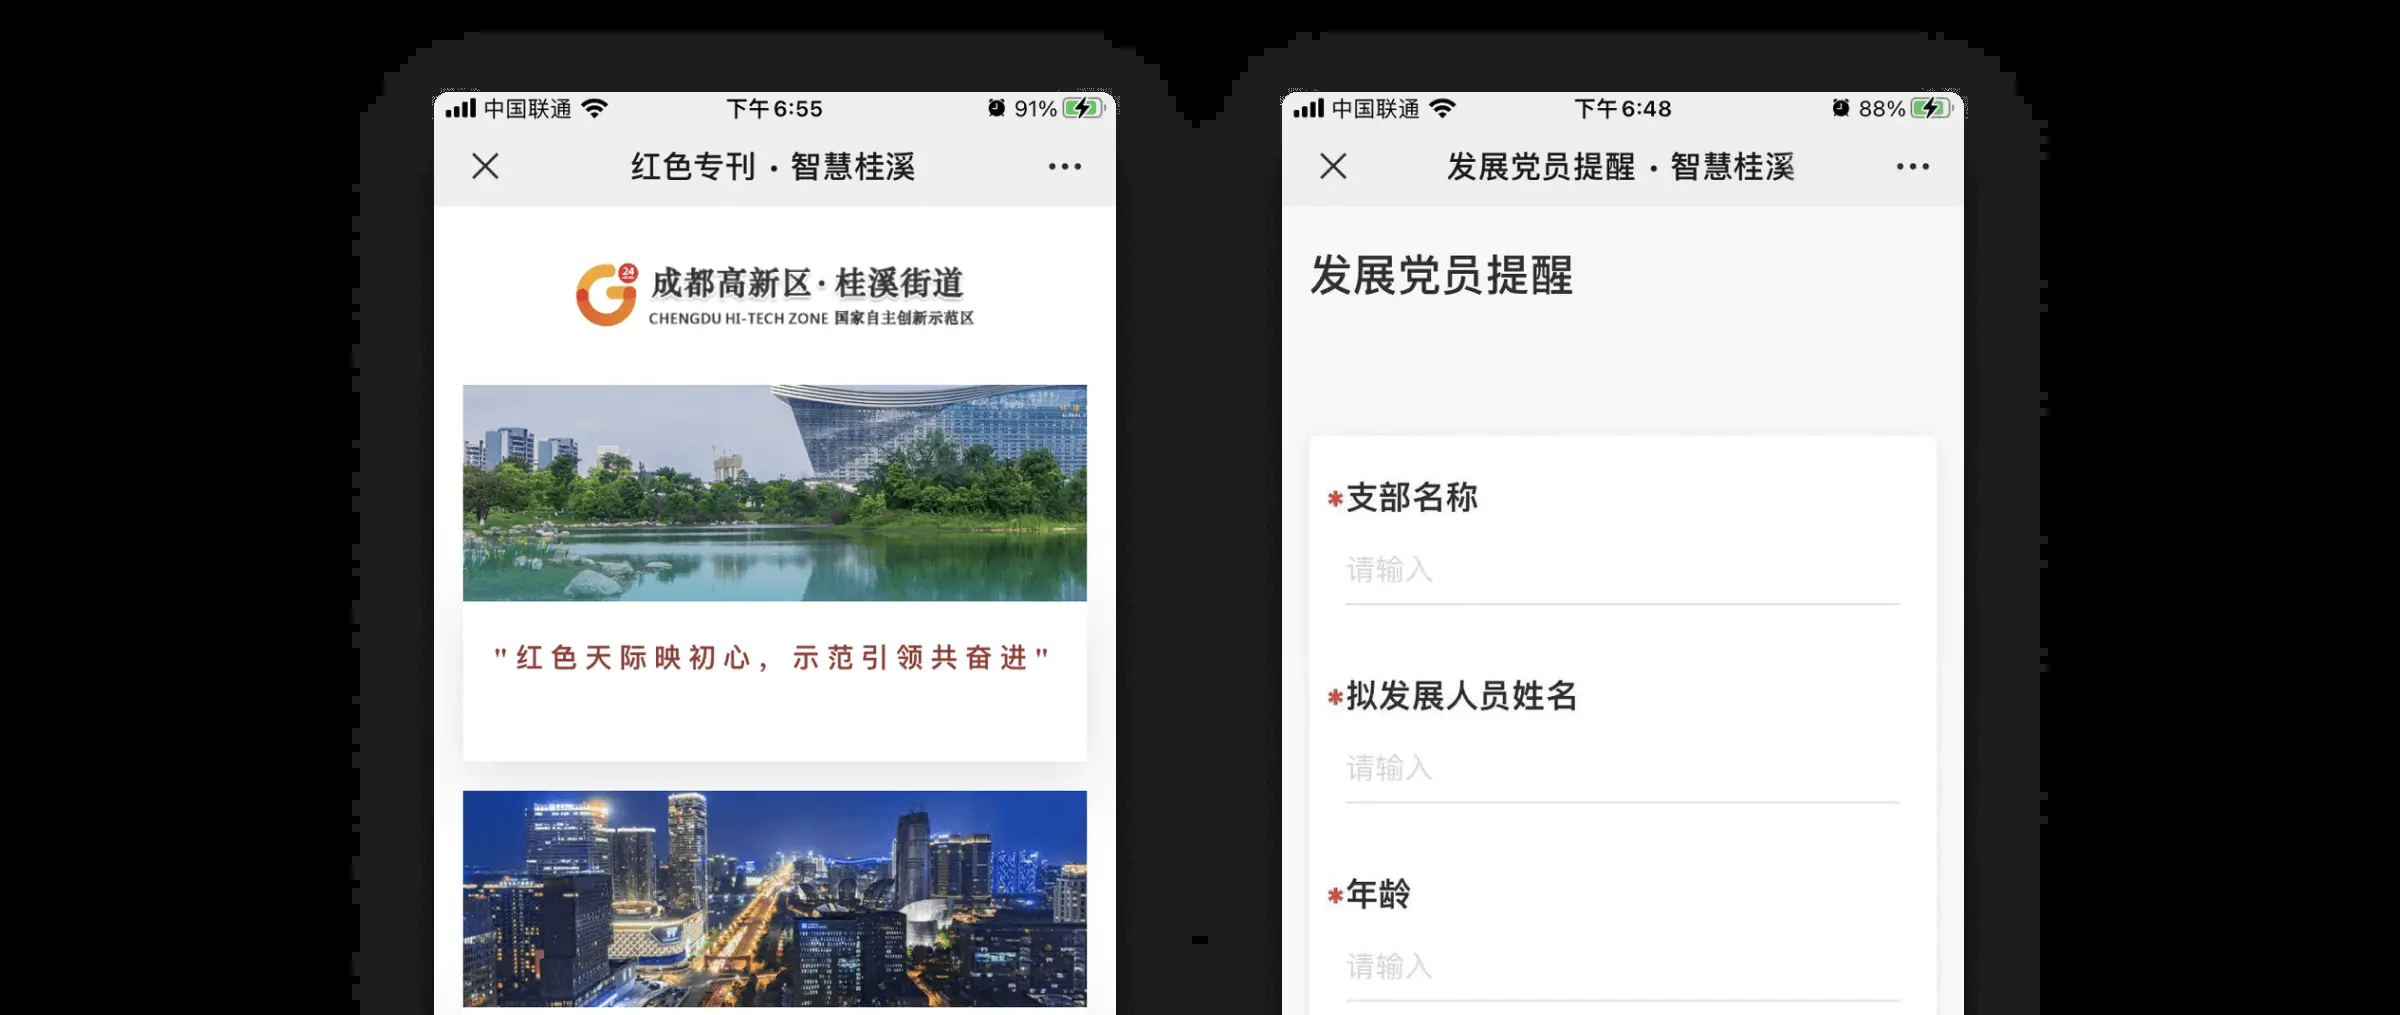 中国联通
下午6:55
91%
红色专刊·智慧桂溪
24
成都高新区·桂溪街道
CHENGDU HI-TECH ZONE 国家自主创新示范区
"红色天际映初心，示范引领共奋进"
中国联通
下午6:48
88%
发展党员提醒·智慧桂溪
发展党员提醒
*支部名称
请输入
*拟发展人员姓名
请输入
*年龄
请输入